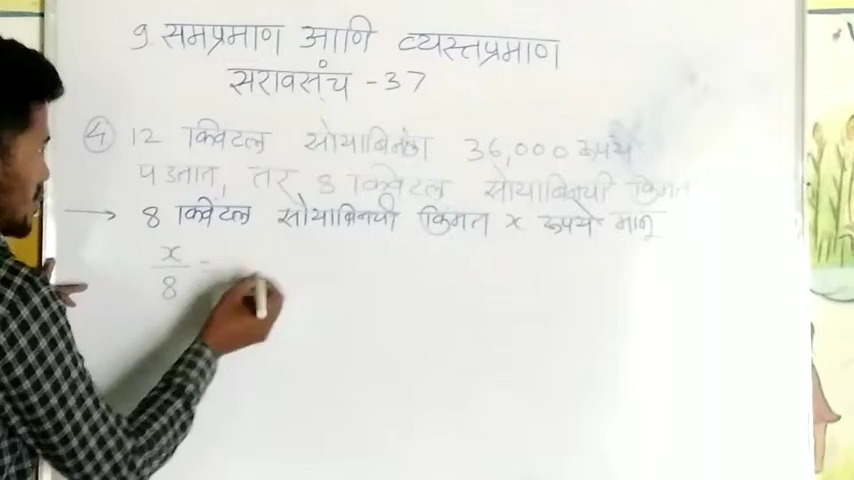 9 समप्रमाण आणि व्यस्तप्रमाण
सरावसंच - 37
④ 12 क्विंटल सोयाबिनला 36,000 रूपये
पडतात, तर 8 क्विंटल सोयाबिनची किंमत
→ 8 क्विंटल सोयाबिनची किंमत x रूपये मानू
x
8 =